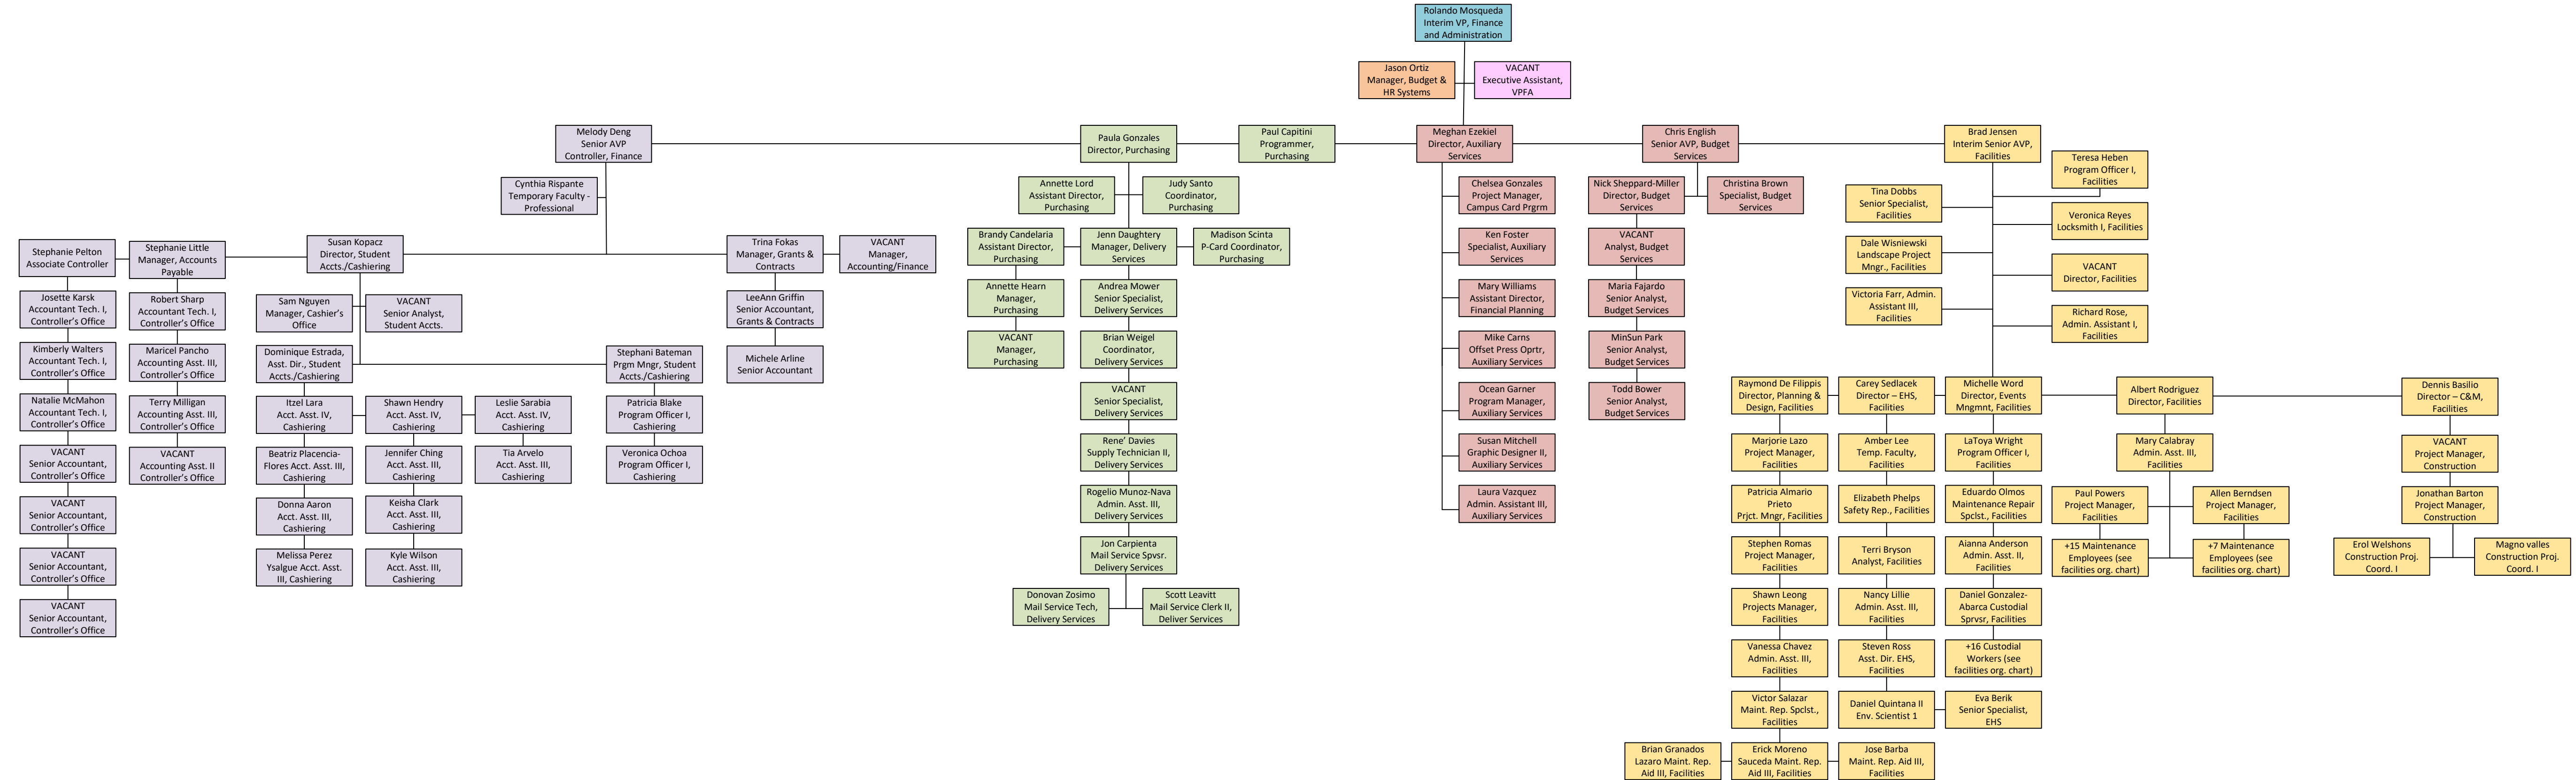 Rolando Mosqueda
Interim VP, Finance
and Administration
Jason Ortiz
Manager, Budget &
HR Systems
VACANT
Executive Assistant,
VPFA
Melody Deng
Senior AVP
Controller, Finance
Paula Gonzales
Director, Purchasing
Paul Capitini
Programmer,
Purchasing
Meghan Ezekiel
Director, Auxiliary
Services
Chris English
Senior AVP, Budget
Services
Brad Jensen
Interim Senior AVP,
Facilities
Cynthia Rispante
Temporary Faculty -
Professional
Stephanie Pelton
Associate Controller
Josette Karsk
Accountant Tech. I,
Controller's Office
Kimberly Walters
Accountant Tech. I,
Controller's Office
Natalie McMahon
Accountant Tech. I,
Controller's Office
VACANT
Senior Accountant,
Controller's Office
VACANT
Senior Accountant,
Controller's Office
VACANT
Senior Accountant,
Controller's Office
VACANT
Senior Accountant,
Controller's Office
Stephanie Little
Manager, Accounts
Payable
Robert Sharp
Accountant Tech. I,
Controller's Office
Maricel Pancho
Accounting Asst. III,
Controller's Office
Terry Milligan
Accounting Asst. III,
Controller's Office
VACANT
Accounting Asst. II
Controller's Office
Susan Kopacz
Director, Student
Accts./Cashiering
Sam Nguyen
Manager, Cashier's
Office
VACANT
Senior Analyst,
Student Accts.
Dominique Estrada,
Asst. Dir., Student
Accts./Cashiering
Stephani Bateman
Prgm Mngr, Student
Accts./Cashiering
Itzel Lara
Acct. Asst. IV,
Cashiering
Beatriz Placencia-
Flores Acct. Asst. III,
Cashiering
Donna Aaron
Acct. Asst. III,
Cashiering
Melissa Perez
Ysalgue Acct. Asst.
III, Cashiering
Shawn Hendry
Acct. Asst. IV,
Cashiering
Jennifer Ching
Acct. Asst. III,
Cashiering
Keisha Clark
Acct. Asst. III,
Cashiering
Kyle Wilson
Acct. Asst. III,
Cashiering
Leslie Sarabia
Acct. Asst. IV,
Cashiering
Tia Arvelo
Acct. Asst. III,
Cashiering
Patricia Blake
Program Officer I,
Cashiering
Veronica Ochoa
Program Officer I,
Cashiering
Trina Fokas
Manager, Grants &
Contracts
VACANT
Manager,
Accounting/Finance
LeeAnn Griffin
Senior Accountant,
Grants & Contracts
Michele Arline
Senior Accountant
Annette Lord
Assistant Director,
Purchasing
Judy Santo
Coordinator,
Purchasing
Brandy Candelaria
Assistant Director,
Purchasing
Jenn Daughtery
Manager, Delivery
Services
Madison Scinta
P-Card Coordinator,
Purchasing
Annette Hearn
Manager,
Purchasing
VACANT
Manager,
Purchasing
Andrea Mower
Senior Specialist,
Delivery Services
Brian Weigel
Coordinator,
Delivery Services
VACANT
Senior Specialist,
Delivery Services
Rene' Davies
Supply Technician II,
Delivery Services
Rogelio Munoz-Nava
Admin. Asst. III,
Delivery Services
Jon Carpienta
Mail Service Spvsr.
Delivery Services
Donovan Zosimo
Mail Service Tech,
Delivery Services
Scott Leavitt
Mail Service Clerk II,
Deliver Services
Chelsea Gonzales
Project Manager,
Campus Card Prgrm
Ken Foster
Specialist, Auxiliary
Services
Mary Williams
Assistant Director,
Financial Planning
Mike Carns
Offset Press Oprtr,
Auxiliary Services
Ocean Garner
Program Manager,
Auxiliary Services
Susan Mitchell
Graphic Designer II,
Auxiliary Services
Laura Vazquez
Admin. Assistant III,
Auxiliary Services
Nick Sheppard-Miller
Director, Budget
Services
Christina Brown
Specialist, Budget
Services
VACANT
Analyst, Budget
Services
Maria Fajardo
Senior Analyst,
Budget Services
MinSun Park
Senior Analyst,
Budget Services
Todd Bower
Senior Analyst,
Budget Services
Teresa Heben
Program Officer I,
Facilities
Tina Dobbs
Senior Specialist,
Facilities
Veronica Reyes
Locksmith I, Facilities
Dale Wisniewski
Landscape Project
Mngr., Facilities
VACANT
Director, Facilities
Victoria Farr, Admin.
Assistant III,
Facilities
Richard Rose,
Admin. Assistant I,
Facilities
Raymond De Filippis
Director, Planning &
Design, Facilities
Carey Sedlacek
Director – EHS,
Facilities
Michelle Word
Director, Events
Mngmnt, Facilities
Albert Rodriguez
Director, Facilities
Dennis Basilio
Director – C&M,
Facilities
Marjorie Lazo
Project Manager,
Facilities
Patricia Almario
Prieto
Prjct. Mngr, Facilities
Stephen Romas
Project Manager,
Facilities
Shawn Leong
Projects Manager,
Facilities
Vanessa Chavez
Admin. Asst. III,
Facilities
Victor Salazar
Maint. Rep. Spclst.,
Facilities
Brian Granados
Lazaro Maint. Rep.
Aid III, Facilities
Erick Moreno
Sauceda Maint. Rep.
Aid III, Facilities
Jose Barba
Maint. Rep. Aid III,
Facilities
Amber Lee
Temp. Faculty,
Facilities
Elizabeth Phelps
Safety Rep., Facilities
Terri Bryson
Analyst, Facilities
Nancy Lillie
Admin. Asst. III,
Facilities
Steven Ross
Asst. Dir. EHS,
Facilities
Daniel Quintana II
Env. Scientist 1
Eva Berik
Senior Specialist,
EHS
LaToya Wright
Program Officer I,
Facilities
Eduardo Olmos
Maintenance Repair
Spclst., Facilities
Aianna Anderson
Admin. Asst. II,
Facilities
Daniel Gonzalez-
Abarca Custodial
Sprvsr, Facilities
+16 Custodial
Workers (see
facilities org. chart)
Mary Calabray
Admin. Asst. III,
Facilities
Paul Powers
Project Manager,
Facilities
Allen Berndsen
Project Manager,
Facilities
+15 Maintenance
Employees (see
facilities org. chart)
+7 Maintenance
Employees (see
facilities org. chart)
VACANT
Project Manager,
Construction
Jonathan Barton
Project Manager,
Construction
Erol Welshons
Construction Proj.
Coord. I
Magno valles
Construction Proj.
Coord. I